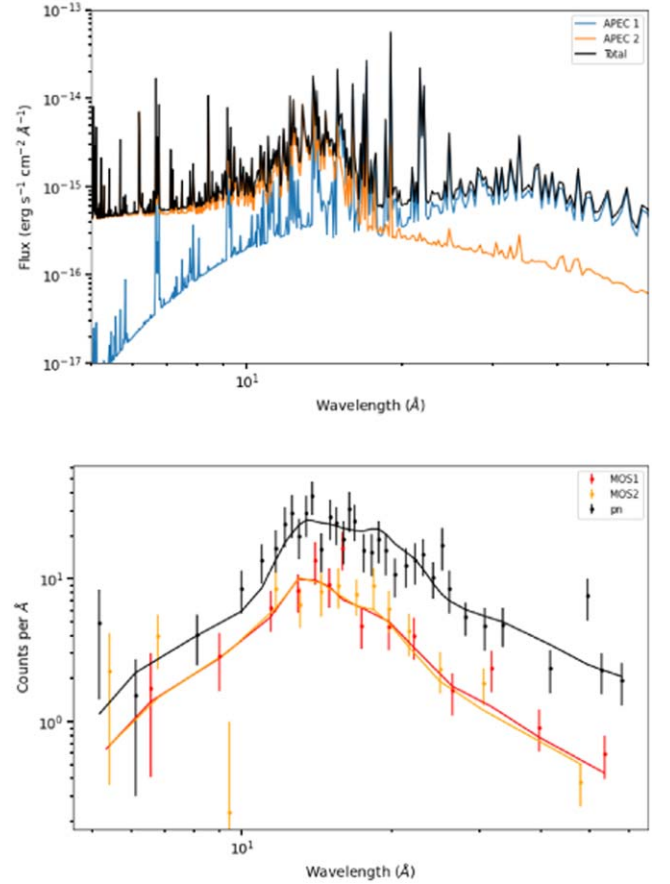 10⁻¹³
APEC 1
APEC 2
Total
10⁻¹⁴
10⁻¹⁵
10⁻¹⁶
10⁻¹⁷
Flux (erg s⁻¹ cm⁻² Å⁻¹)
10¹
Wavelength (Å)
MOS1
MOS2
pn
10¹
10⁰
Counts per Å
10¹
Wavelength (Å)